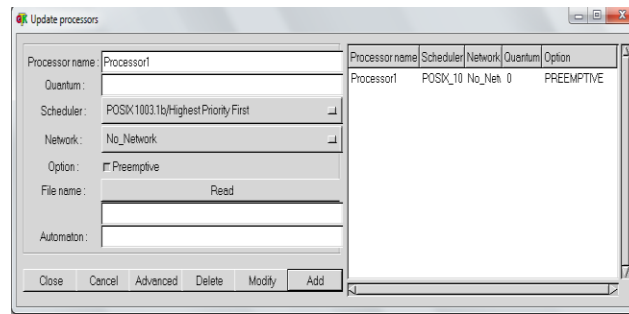 Update processors
Processor name : Processor1
Quantum :
Scheduler : POSIX 1003.1b/Highest Priority First
Network : No_Network
Option : Preemptive
File name : Read
Automaton :
Close Cancel Advanced Delete Modify Add
Processor name Scheduler Network Quantum Option
Processor1 POSIX_10 No_Net 0 PREEMPTIVE